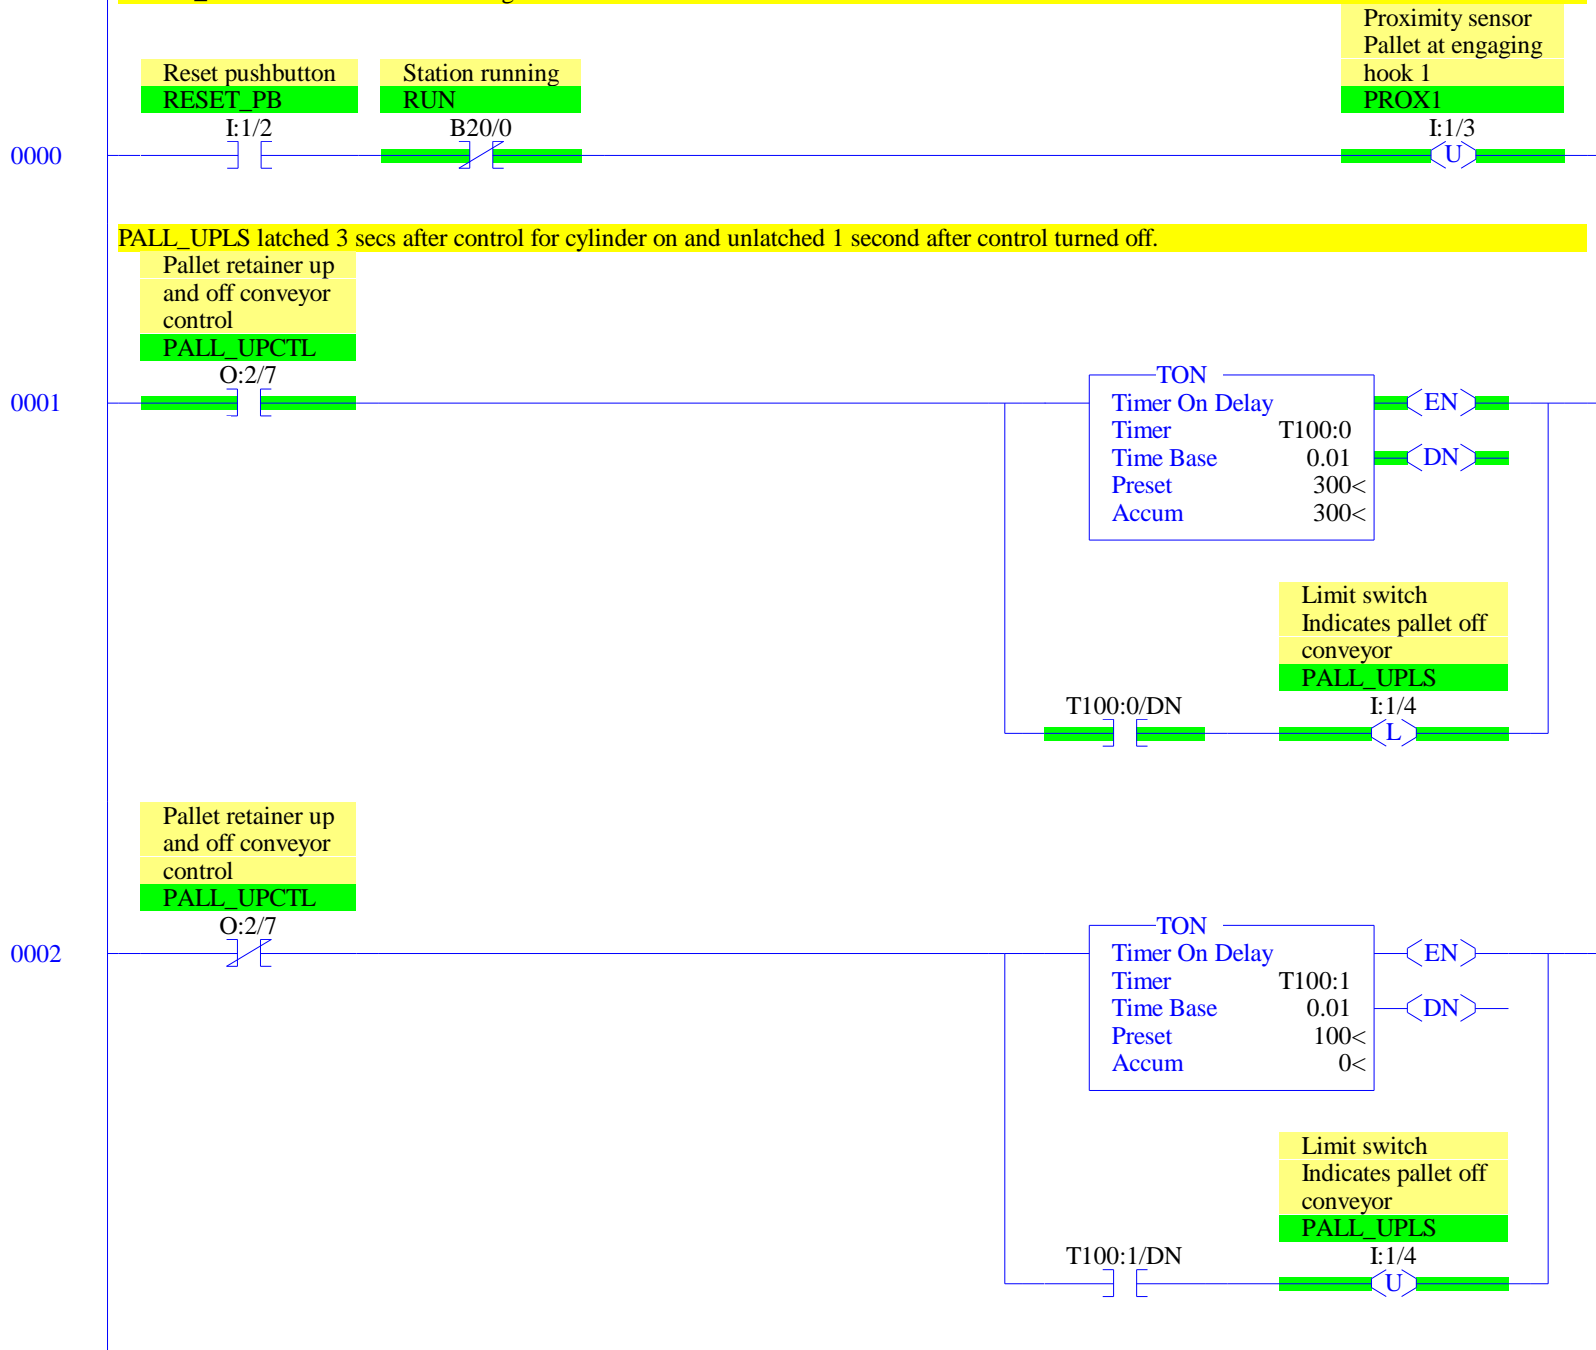 Proximity sensor
Pallet at engaging
hook 1
PROX1
I:1/3
Reset pushbutton
RESET_PB
I:1/2
Station running
RUN
B20/0
0000
U
PALL_UPLS latched 3 secs after control for cylinder on and unlatched 1 second after control turned off.
Pallet retainer up
and off conveyor
control
PALL_UPCTL
O:2/7
0001
TON
Timer On Delay
Timer T100:0
Time Base 0.01
Preset 300<
Accum 300<
EN
DN
Limit switch
Indicates pallet off
conveyor
PALL_UPLS
T100:0/DN
I:1/4
L
Pallet retainer up
and off conveyor
control
PALL_UPCTL
O:2/7
0002
TON
Timer On Delay
Timer T100:1
Time Base 0.01
Preset 100<
Accum 0<
EN
DN
Limit switch
Indicates pallet off
conveyor
PALL_UPLS
T100:1/DN
I:1/4
U